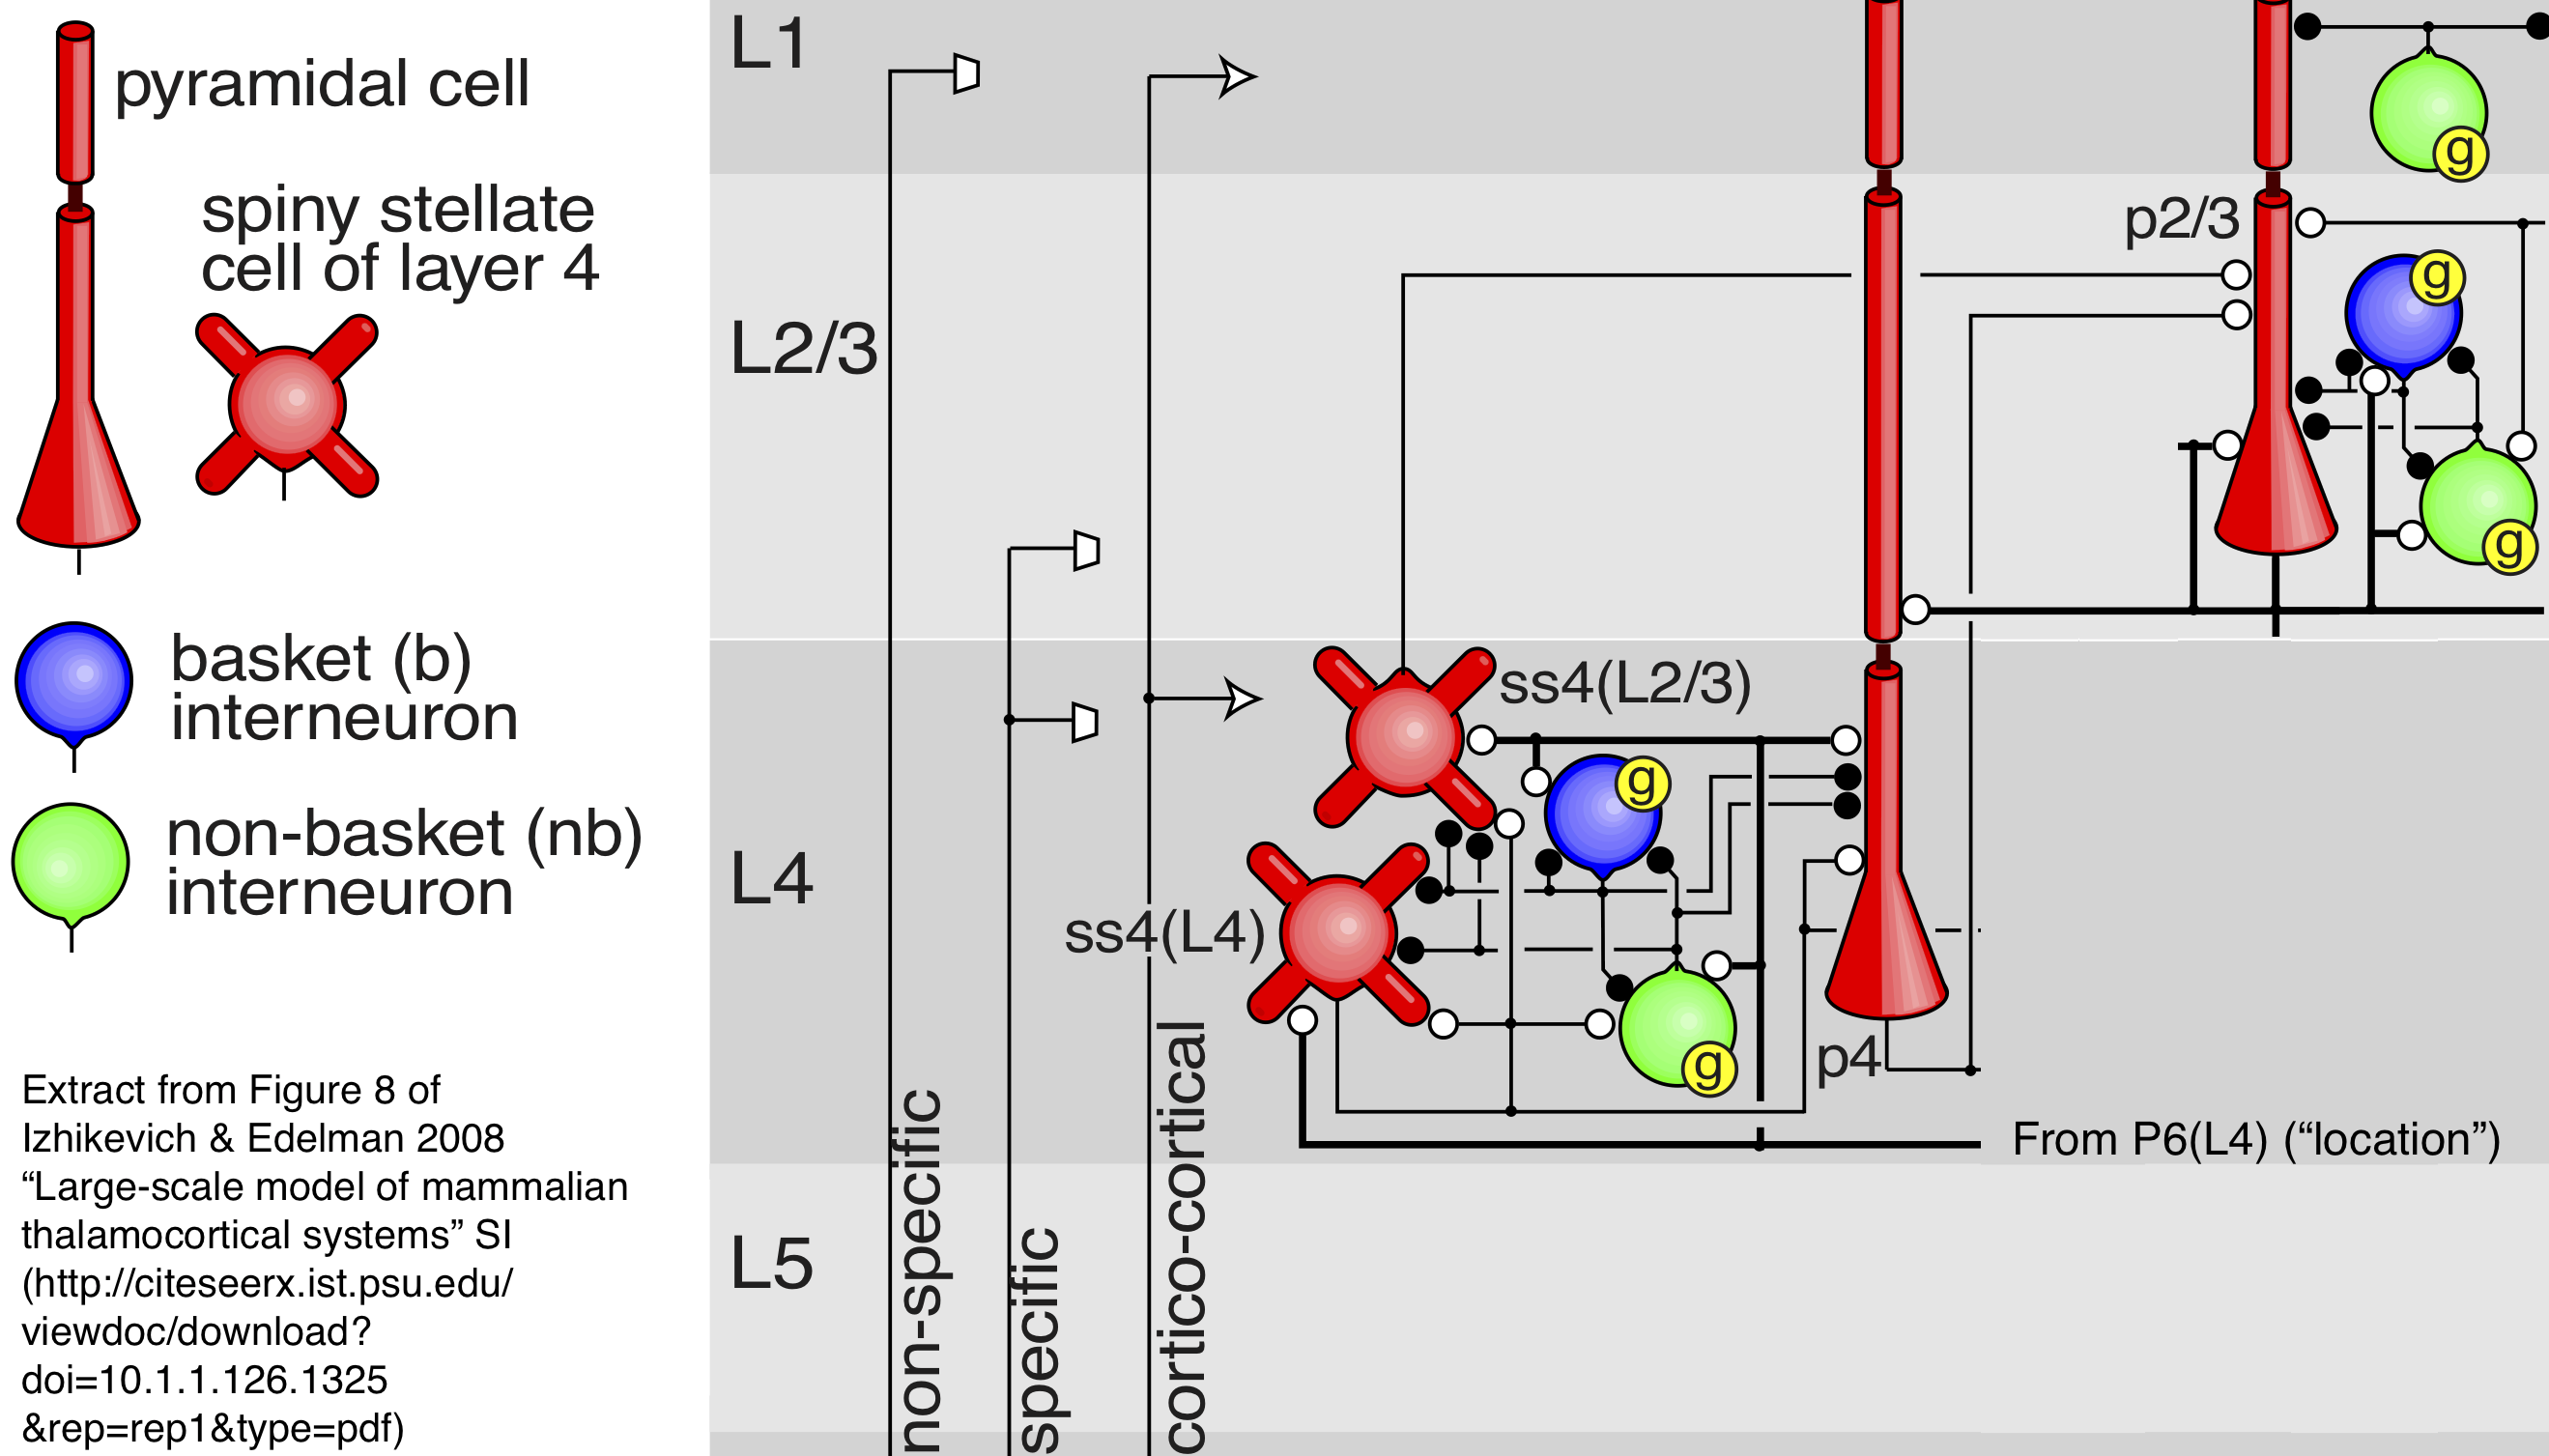 pyramidal cell
spiny stellate
cell of layer 4
basket (b)
interneuron
non-basket (nb)
interneuron
Extract from Figure 8 of
Izhikevich & Edelman 2008
“Large-scale model of mammalian
thalamocortical systems” SI
(http://citeseerx.ist.psu.edu/
viewdoc/download?
doi=10.1.1.126.1325
&rep=rep1&type=pdf)
L1
g
L2/3
p2/3
g
g
L4
ss4(L2/3)
g
ss4(L4)
g
p4
From P6(L4) (“location”)
L5
non-specific
specific
cortico-cortical